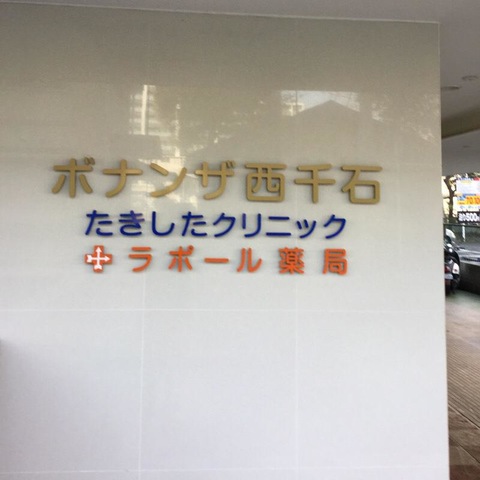 ボナンザ西千石
たきしたクリニック
ラポール薬局